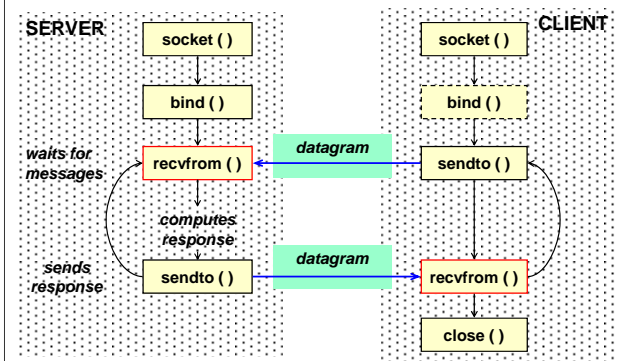 SERVER
CLIENT
socket ( )
socket ( )
bind ( )
bind ( )
waits for
messages
recvfrom ( )
datagram
sendto ( )
computes
response
sends
response
sendto ( )
datagram
recvfrom ( )
close ( )